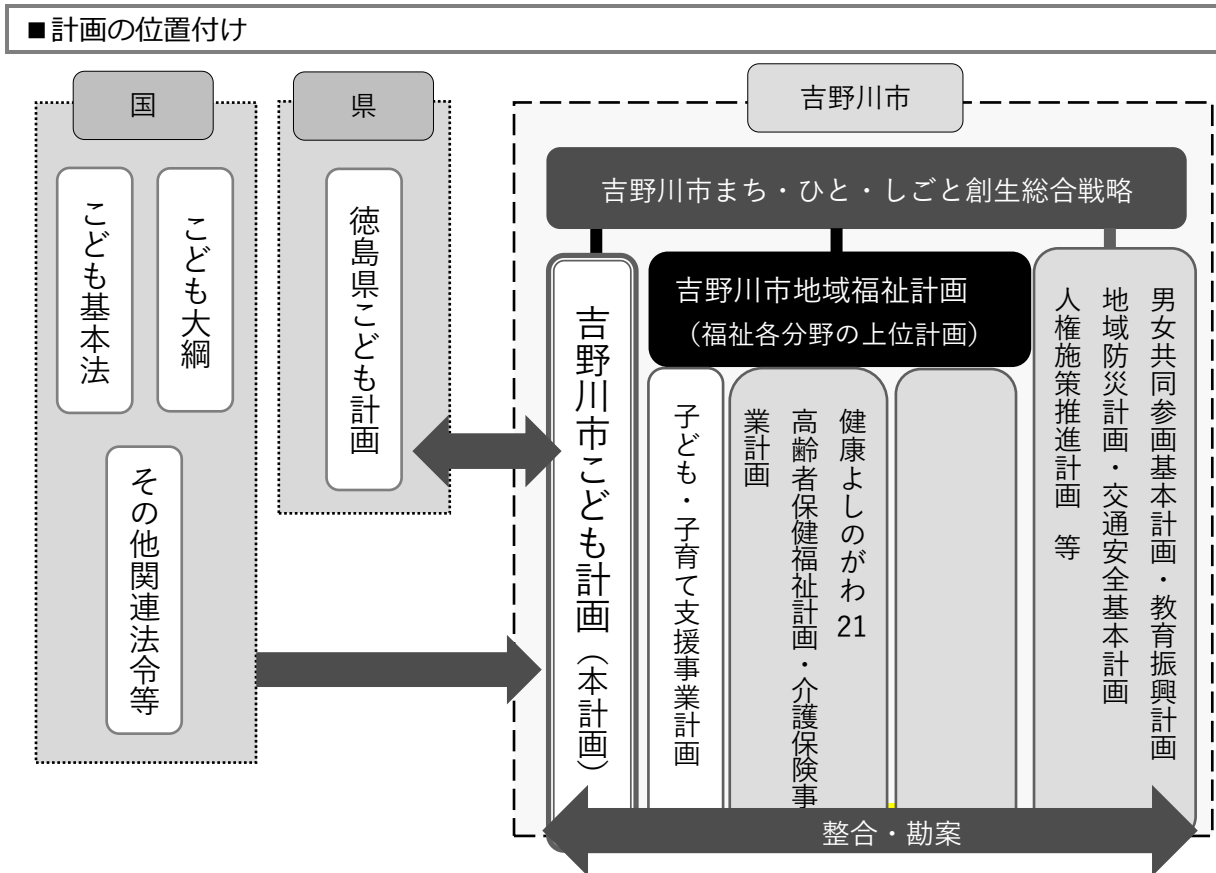 ■計画の位置付け
国
県
吉野川市
こども基本法
こども大綱
その他関連法令等
徳島県こども計画
吉野川市まち・ひと・しごと創生総合戦略
吉野川市こども計画（本計画）
吉野川市地域福祉計画
（福祉各分野の上位計画）
子ども・子育て支援事業計画
健康よしのがわ21
高齢者保健福祉計画・介護保険事
業計画
男女共同参画基本計画・教育振興計画
地域防災計画・交通安全基本計画
人権施策推進計画　等
整合・勘案